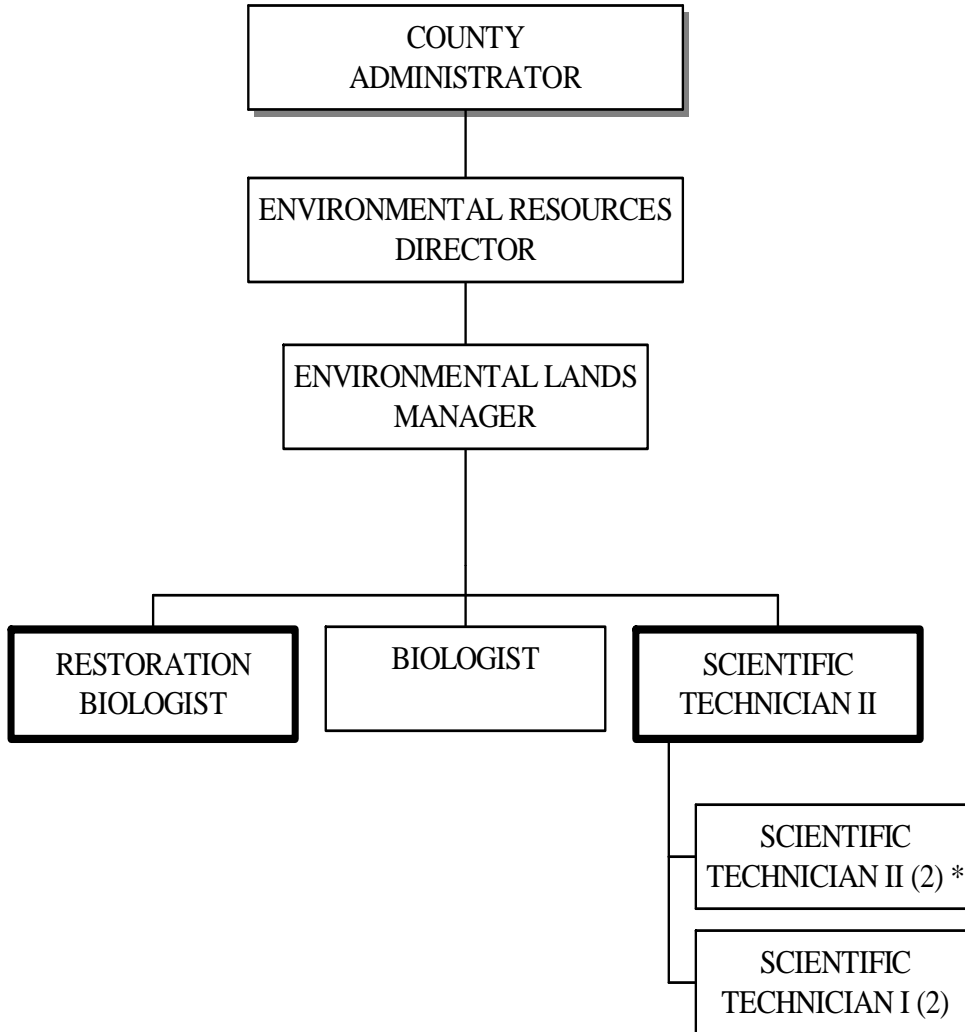 COUNTY
ADMINISTRATOR
ENVIRONMENTAL RESOURCES
DIRECTOR
ENVIRONMENTAL LANDS
MANAGER
RESTORATION
BIOLOGIST
BIOLOGIST
SCIENTIFIC
TECHNICIAN II
SCIENTIFIC
TECHNICIAN II (2) *
SCIENTIFIC
TECHNICIAN I (2)